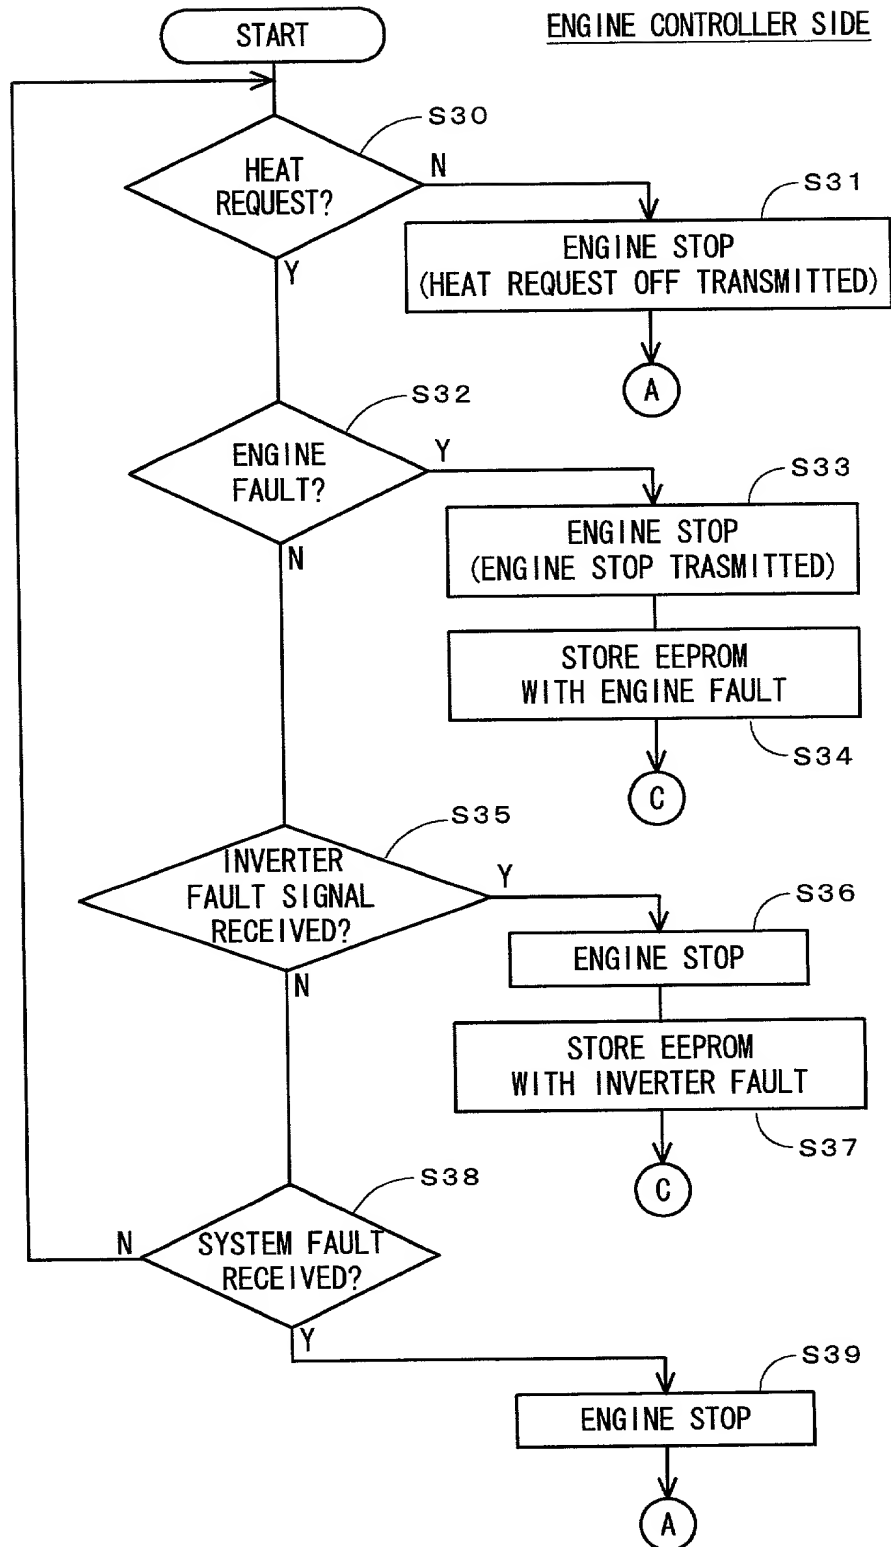 ENGINE CONTROLLER SIDE
START
S30
HEAT
REQUEST?
N
Y
S31
ENGINE STOP
(HEAT REQUEST OFF TRANSMITTED)
A
S32
ENGINE
FAULT?
Y
N
S33
ENGINE STOP
(ENGINE STOP TRASMITTED)
STORE EEPROM
WITH ENGINE FAULT
S34
C
S35
INVERTER
FAULT SIGNAL
RECEIVED?
Y
N
S36
ENGINE STOP
STORE EEPROM
WITH INVERTER FAULT
S37
C
S38
SYSTEM FAULT
RECEIVED?
N
Y
S39
ENGINE STOP
A